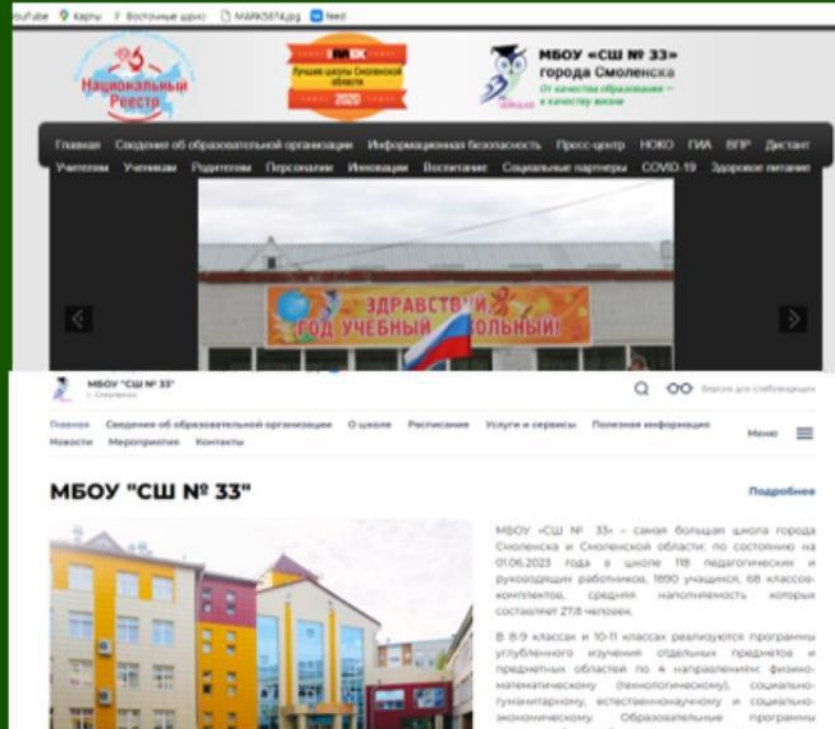 ouTube Карты Восточные шрис MARK5874.jpg feed
Национальный
Реестр
Лучшие школы Смоленской
области
2020
МБОУ «СШ № 33»
города Смоленска
От качества образования –
к качеству жизни
Главная Сведения об образовательной организации Информационная безопасность Пресс-центр НОКО ГИА ВПР Дистант
Учителям Ученикам Родителям Персоналии Инновации Воспитание Социальные партнеры COVID-19 Здоровое питание
ЗДРАВСТВУЙ,
ГОД УЧЕБНЫЙ ОЛЬНЫЙ!
МБОУ "СШ № 33"
г. Смоленск
Версия для слабовидящих
Главная Сведения об образовательной организации О школе Расписание Услуги и сервисы Полезная информация
Новости Мероприятия Контакты
Меню
МБОУ "СШ № 33"
Подробнее
МБОУ «СШ № 33» – самая большая школа города
Смоленска и Смоленской области: по состоянию на
01.06.2023 года в школе 118 педагогических и
руководящих работников, 1890 учащихся, 68 классов-
комплектов, средняя наполняемость которых
составляет 27,8 человек.
В 8-9 классах и 10-11 классах реализуются программы
углубленного изучения отдельных предметов и
предметных областей по 4 направлениям: физико-
математическому (технологическому), социально-
гуманитарному, естественнонаучному и социально-
экономическому. Образовательные программы